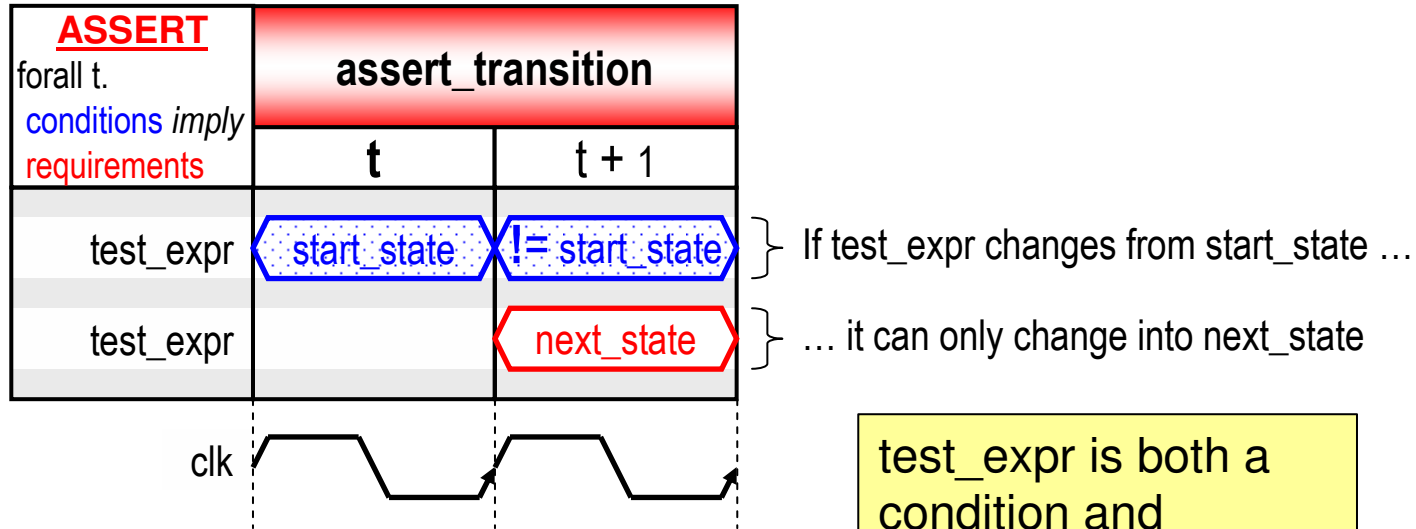 ASSERT
forall t.
conditions imply
requirements
assert_transition
t
t + 1
test_expr
start_state
!= start_state
If test_expr changes from start_state …
test_expr
next_state
… it can only change into next_state
clk
test_expr is both a
condition and